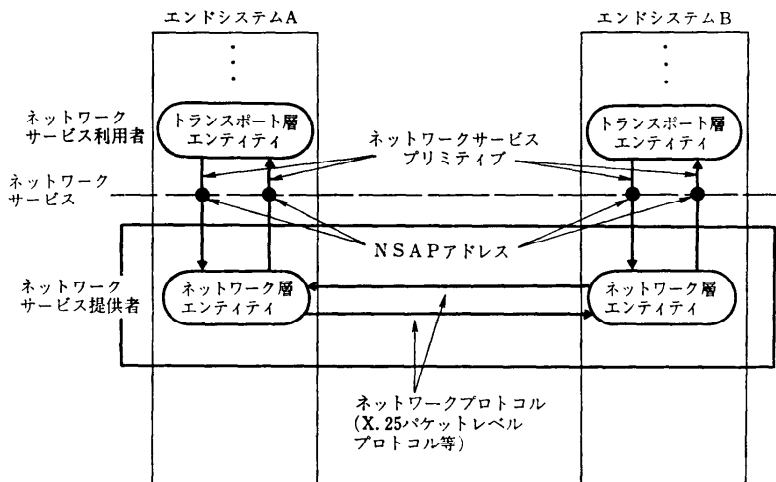 エンドシステムA
エンドシステムB
ネットワーク
サービス利用者
トランスポート層
エンティティ
ネットワークサービス
プリミティブ
トランスポート層
エンティティ
ネットワーク
サービス
NSAPアドレス
ネットワーク
サービス提供者
ネットワーク層
エンティティ
ネットワーク層
エンティティ
ネットワークプロトコル
(X.25パケットレベル
プロトコル等)